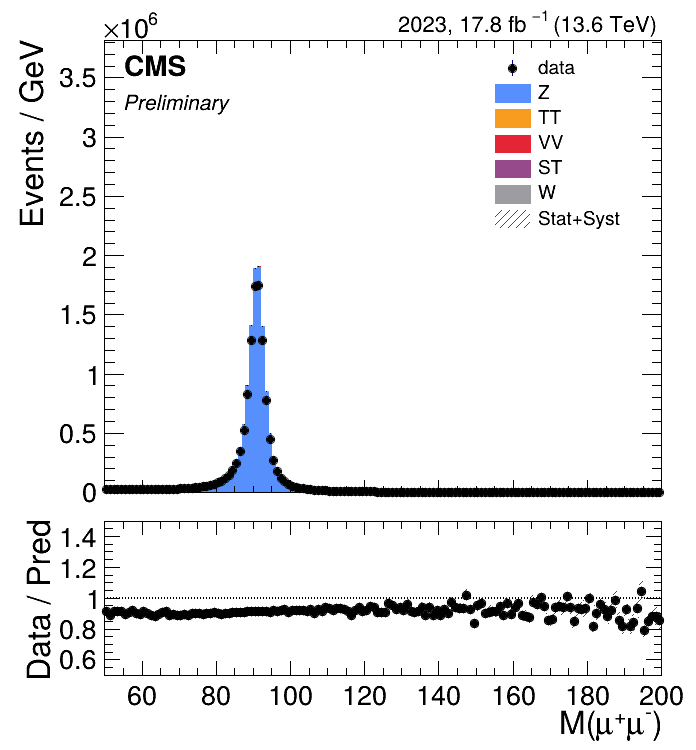 ×10⁶
2023, 17.8 fb⁻¹ (13.6 TeV)
CMS
Preliminary
data
Z
TT
VV
ST
W
Stat+Syst
Events / GeV
3.5
3
2.5
2
1.5
1
0.5
0
Data / Pred
1.4
1.2
1
0.8
0.6
60 80 100 120 140 160 180 200
M(μ⁺μ⁻)